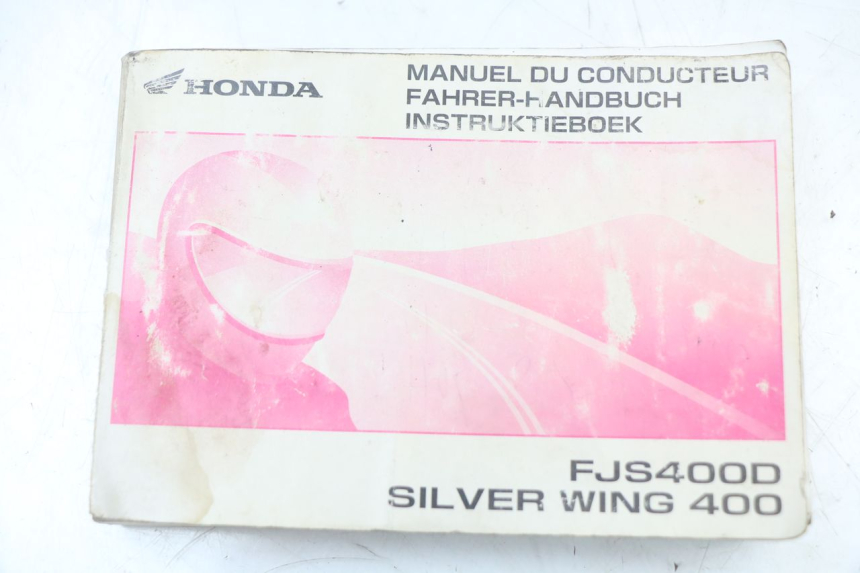 HONDA
MANUEL DU CONDUCTEUR
FAHRER-HANDBUCH
INSTRUKTIEBOEK
FJS400D
SILVER WING 400